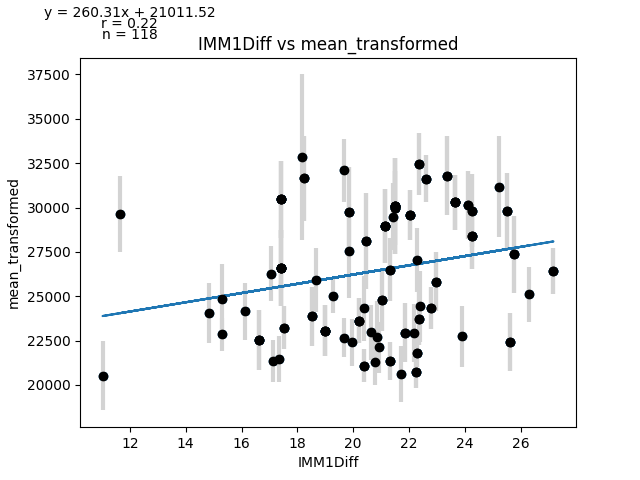 y = 260.31x + 21011.52
r = 0.22
n = 118
IMM1Diff vs mean_transformed
37500
35000
32500
30000
27500
25000
22500
20000
mean_transformed
12 14 16 18 20 22 24 26
IMM1Diff